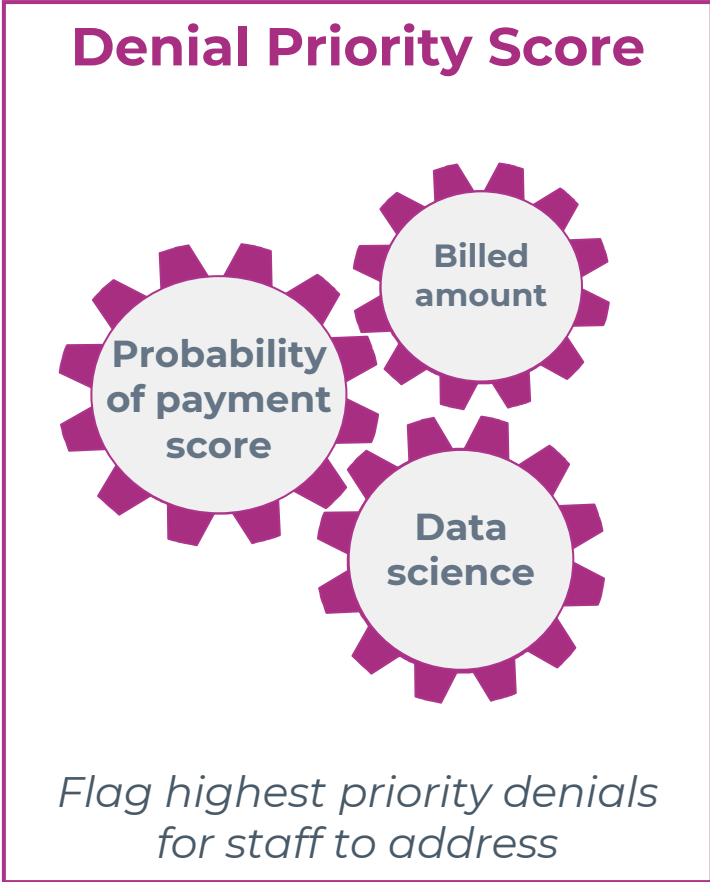 Denial Priority Score
Billed
amount
Probability
of payment
score
Data
science
Flag highest priority denials
for staff to address